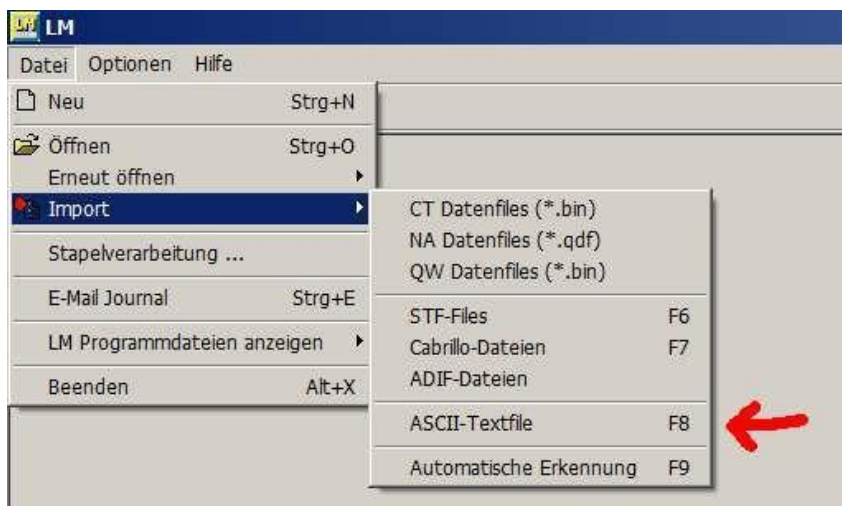 LM
Datei Optionen Hilfe
Neu Strg+N
Öffnen Strg+O
Erneut öffnen
Import
Stapelverarbeitung ...
E-Mail Journal Strg+E
LM Programmdateien anzeigen
Beenden Alt+X
CT Datenfiles (*.bin)
NA Datenfiles (*.qdf)
QW Datenfiles (*.bin)
STF-Files F6
Cabrillo-Dateien F7
ADIF-Dateien
ASCII-Textfile F8
Automatische Erkennung F9